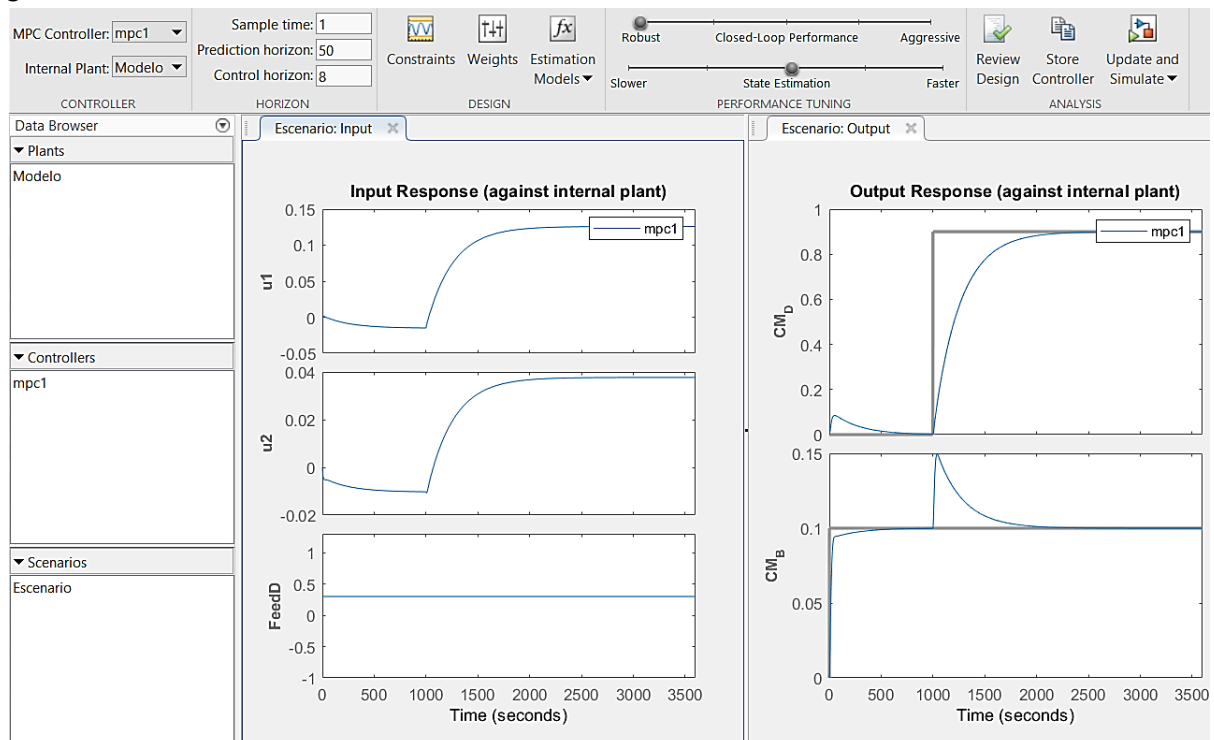 MPC Controller: mpc1
Internal Plant: Modelo
CONTROLLER
Sample time: 1
Prediction horizon: 50
Control horizon: 8
HORIZON
Constraints
Weights
Estimation
Models
DESIGN
Robust Closed-Loop Performance Aggressive
Slower State Estimation Faster
PERFORMANCE TUNING
Review
Design
Store
Controller
Update and
Simulate
ANALYSIS
Data Browser
Plants
Modelo
Controllers
mpc1
Scenarios
Escenario
Escenario: Input
Input Response (against internal plant)
mpc1
0.15
0.1
0.05
0
-0.05
u1
0.04
0.02
0
-0.02
u2
1
0.5
0
-0.5
-1
FeedD
0 500 1000 1500 2000 2500 3000 3500
Time (seconds)
Escenario: Output
Output Response (against internal plant)
mpc1
1
0.8
0.6
0.4
0.2
0
CM_D
0.15
0.1
0.05
0
CM_B
0 500 1000 1500 2000 2500 3000 3500
Time (seconds)